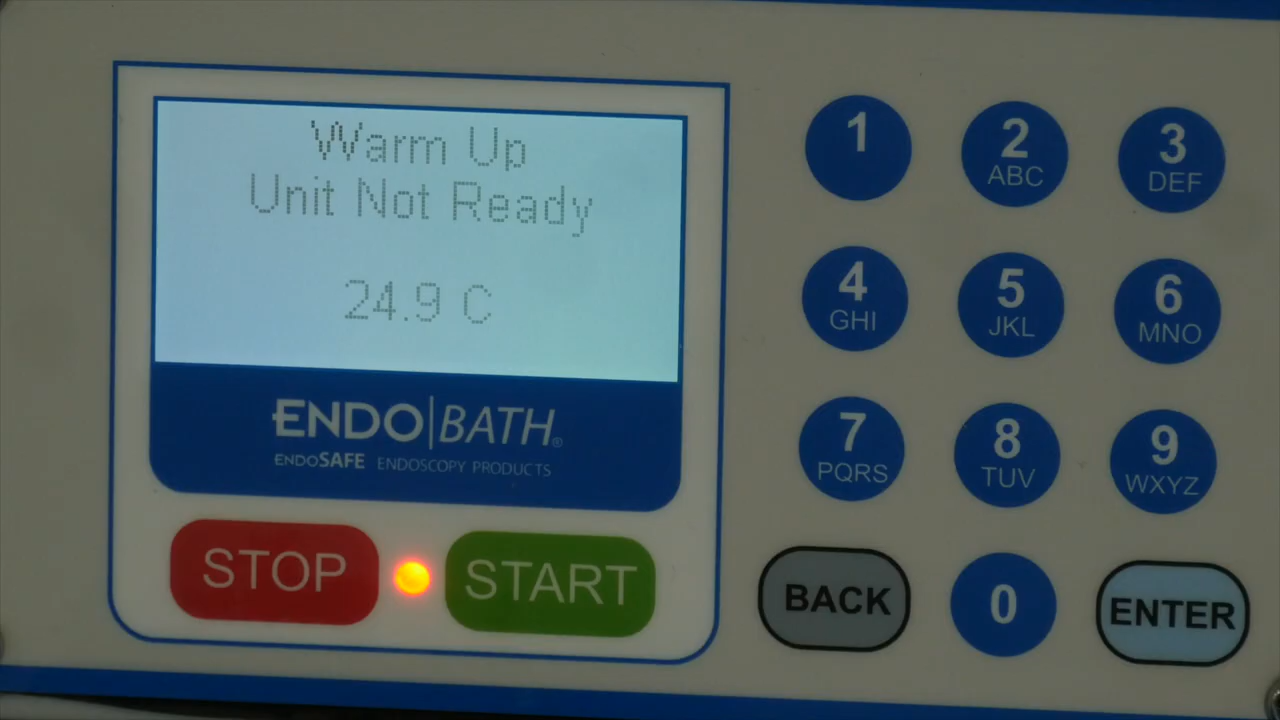 Warm Up
Unit Not Ready
24.9 C
ENDO|BATH®
ENDOSAFE ENDOSCOPY PRODUCTS
STOP
START
1
2
ABC
3
DEF
4
GHI
5
JKL
6
MNO
7
PQRS
8
TUV
9
WXYZ
BACK
0
ENTER